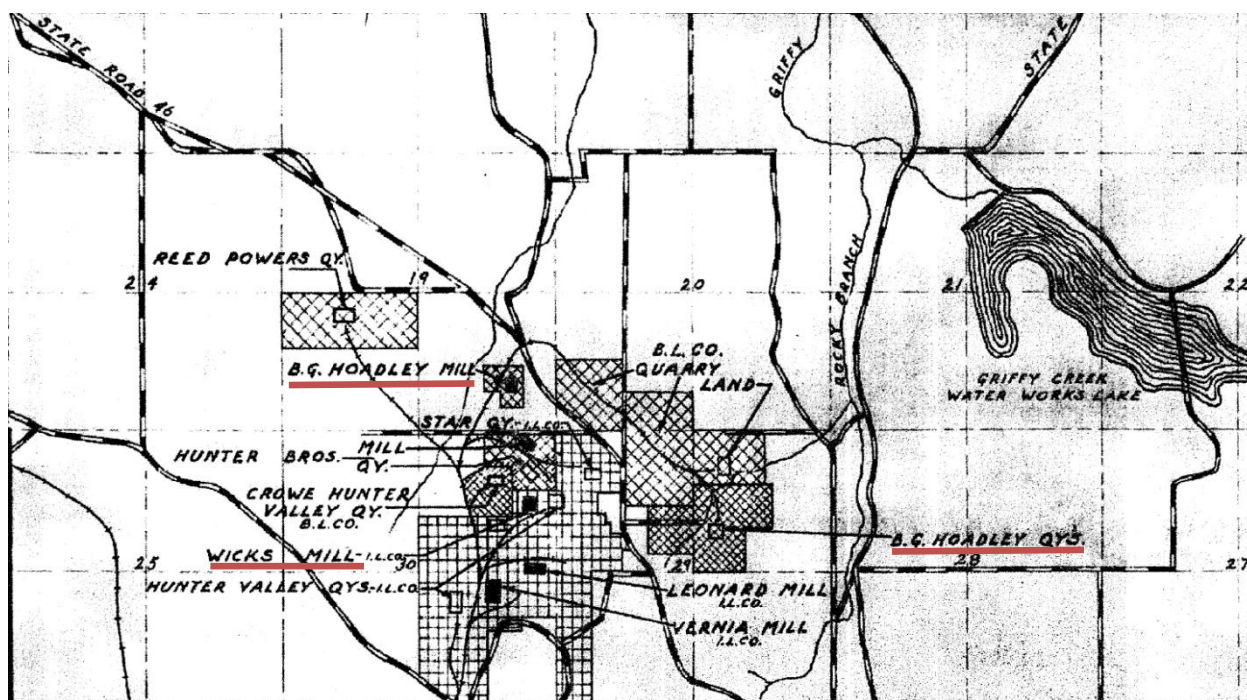 STATE
ROAD 46
GRIFFY
STATE
REED POWERS QY.
24
19
20
21
22
ROCKY BRANCH
B.L.CO.
QUARRY
LAND
B.G. HOADLEY MILL
GRIFFY CREEK
WATER WORKS LAKE
STAR QY.-I.L.CO.
HUNTER BROS.
MILL
QY.
CROWE HUNTER
VALLEY QY.
B.L.CO.
B.G. HOADLEY QYS.
WICKS MILL-I.L.CO.
25
30
29
28
27
HUNTER VALLEY QYS.-I.L.CO.
LEONARD MILL
I.L.CO.
VERNIA MILL
I.L.CO.